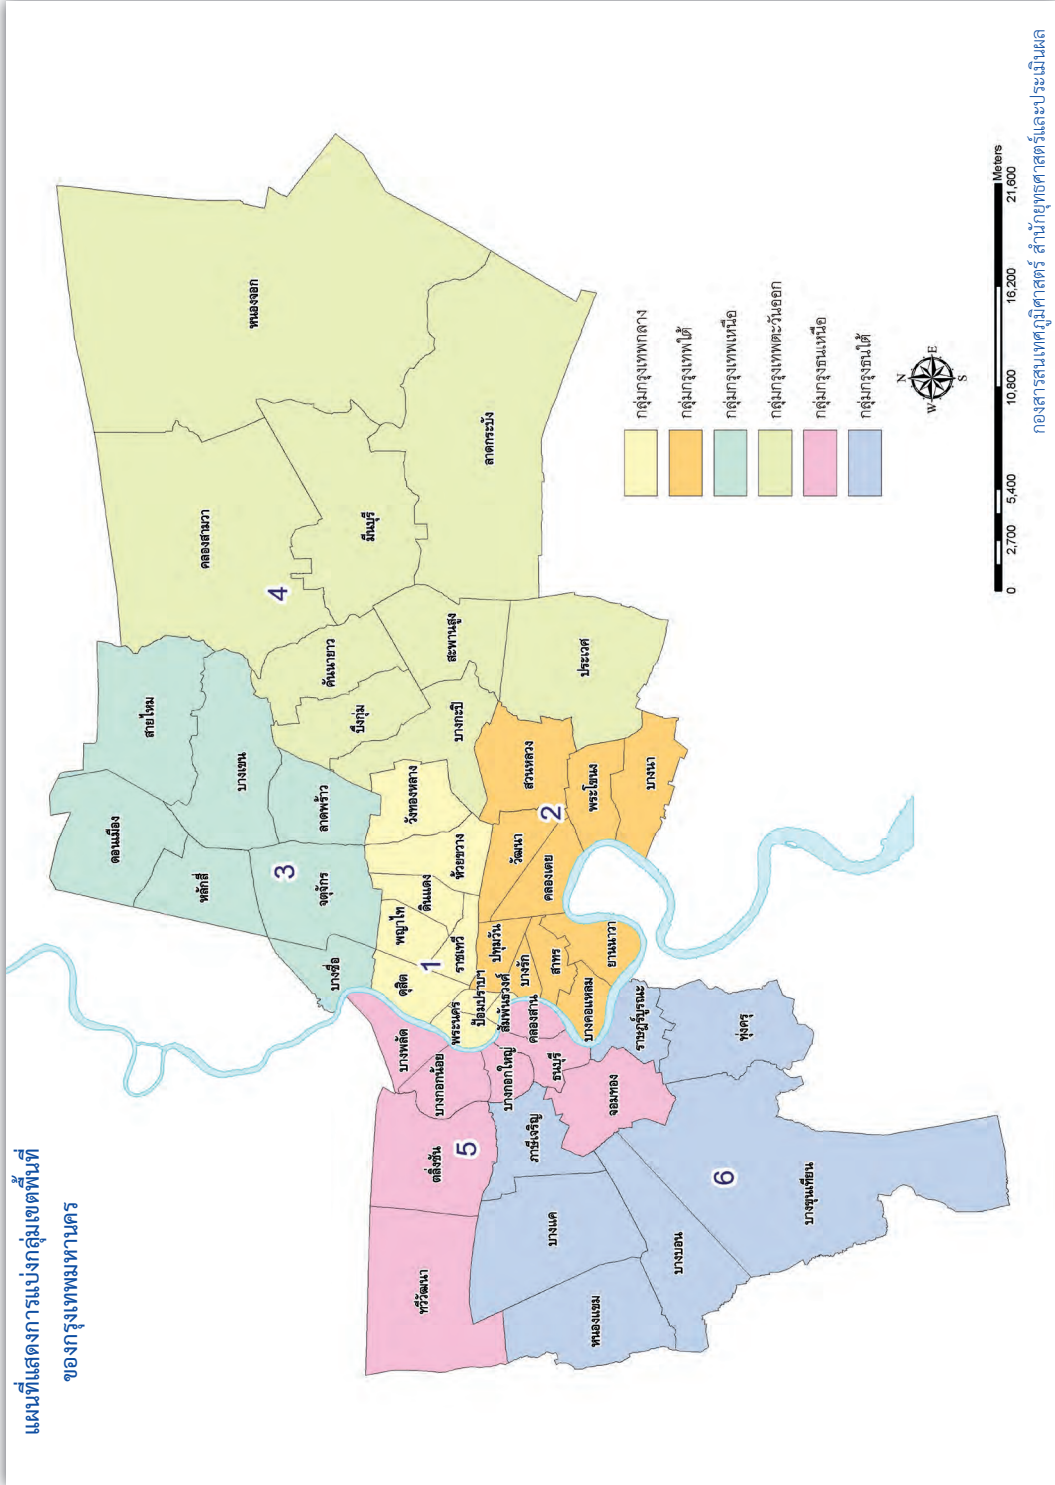 แผนที่แสดงการแบ่งกลุ่มเขตพื้นที่
ของกรุงเทพมหานคร
ดอนเมือง
สายไหม
หลักสี่
บางเขน
จตุจักร
ลาดพร้าว
บางซื่อ
3
คลองสามวา
หนองจอก
4
มีนบุรี
คันนายาว
บึงกุ่ม
สะพานสูง
บางกะปิ
ลาดกระบัง
ประเวศ
วังทองหลาง
ห้วยขวาง
ดินแดง
พญาไท
ราชเทวี
ดุสิต
1
พระนคร
ป้อมปราบฯ
สัมพันธวงศ์
ปทุมวัน
บางรัก
สาทร
บางคอแหลม
ยานนาวา
วัฒนา
คลองเตย
2
สวนหลวง
พระโขนง
บางนา
บางพลัด
บางกอกน้อย
บางกอกใหญ่
คลองสาน
ธนบุรี
จอมทอง
ตลิ่งชัน
5
ทวีวัฒนา
ภาษีเจริญ
บางแค
หนองแขม
บางบอน
6
บางขุนเทียน
ราษฎร์บูรณะ
ทุ่งครุ
กลุ่มกรุงเทพกลาง
กลุ่มกรุงเทพใต้
กลุ่มกรุงเทพเหนือ
กลุ่มกรุงเทพตะวันออก
กลุ่มกรุงธนเหนือ
กลุ่มกรุงธนใต้
N
W E
S
0 2,700 5,400 10,800 16,200 21,600
Meters
กองสารสนเทศภูมิศาสตร์ สำนักยุทธศาสตร์และประเมินผล